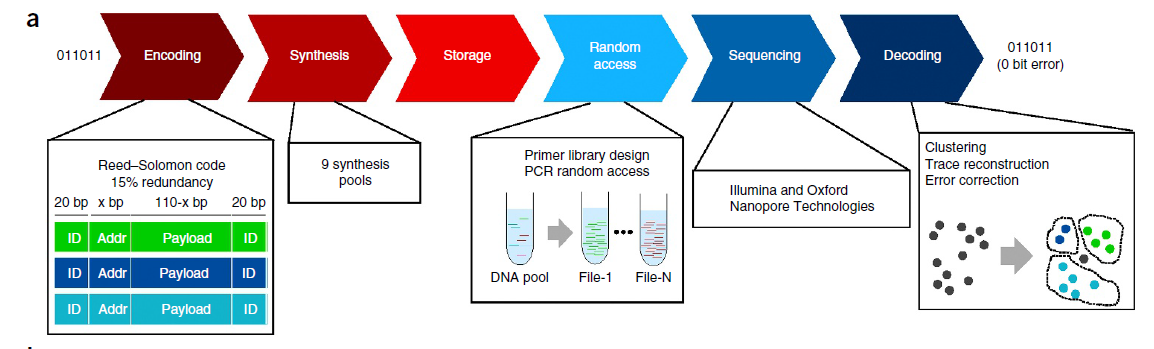 a
011011
Encoding
Synthesis
Storage
Random
access
Sequencing
Decoding
011011
(0 bit error)
Reed–Solomon code
15% redundancy
20 bp x bp 110-x bp 20 bp
ID Addr Payload ID
ID Addr Payload ID
ID Addr Payload ID
9 synthesis
pools
Primer library design
PCR random access
DNA pool File-1 File-N
Illumina and Oxford
Nanopore Technologies
Clustering
Trace reconstruction
Error correction